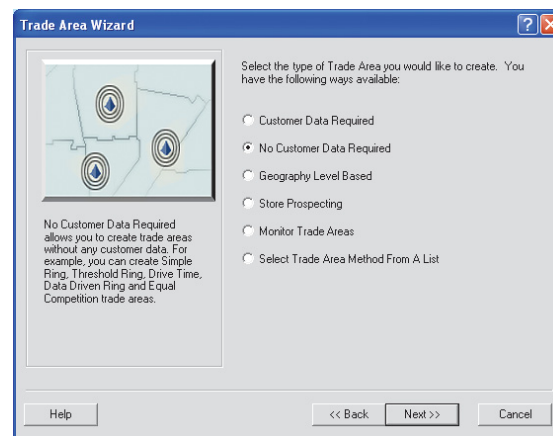 Trade Area Wizard
Select the type of Trade Area you would like to create. You
have the following ways available:
Customer Data Required
No Customer Data Required
Geography Level Based
Store Prospecting
Monitor Trade Areas
Select Trade Area Method From A List
No Customer Data Required
allows you to create trade areas
without any customer data. For
example, you can create Simple
Ring, Threshold Ring, Drive Time,
Data Driven Ring and Equal
Competition trade areas.
Help
<< Back
Next >>
Cancel